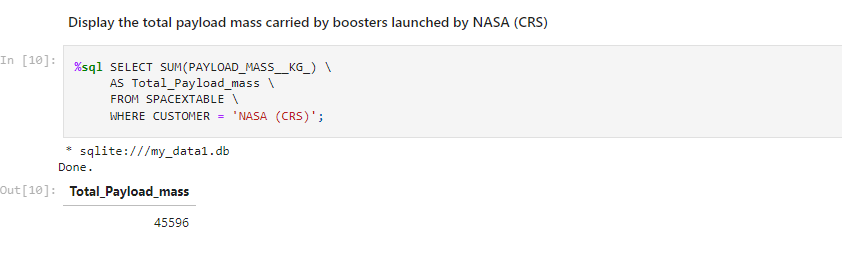 Display the total payload mass carried by boosters launched by NASA (CRS)
In [10]:
%sql SELECT SUM(PAYLOAD_MASS__KG_) \
AS Total_Payload_mass \
FROM SPACEXTABLE \
WHERE CUSTOMER = 'NASA (CRS)';
* sqlite:///my_data1.db
Done.
Out[10]:
Total_Payload_mass
45596